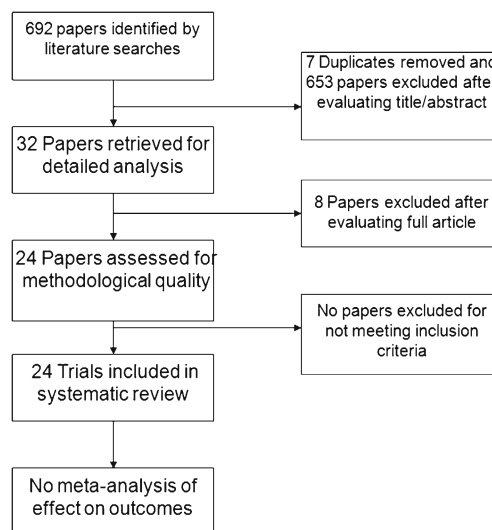 692 papers identified by
literature searches
7 Duplicates removed and
653 papers excluded after
evaluating title/abstract
32 Papers retrieved for
detailed analysis
8 Papers excluded after
evaluating full article
24 Papers assessed for
methodological quality
No papers excluded for
not meeting inclusion
criteria
24 Trials included in
systematic review
No meta-analysis of
effect on outcomes